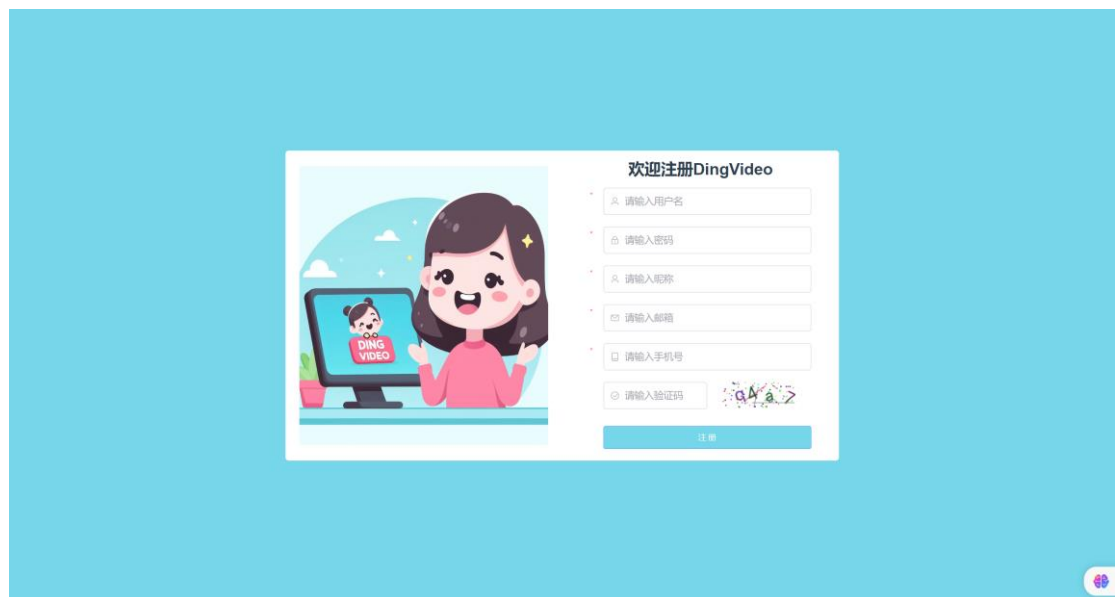 欢迎注册DingVideo
* 请输入用户名
* 请输入密码
* 请输入昵称
* 请输入邮箱
* 请输入手机号
请输入验证码 G4a7
注册
DING
VIDEO